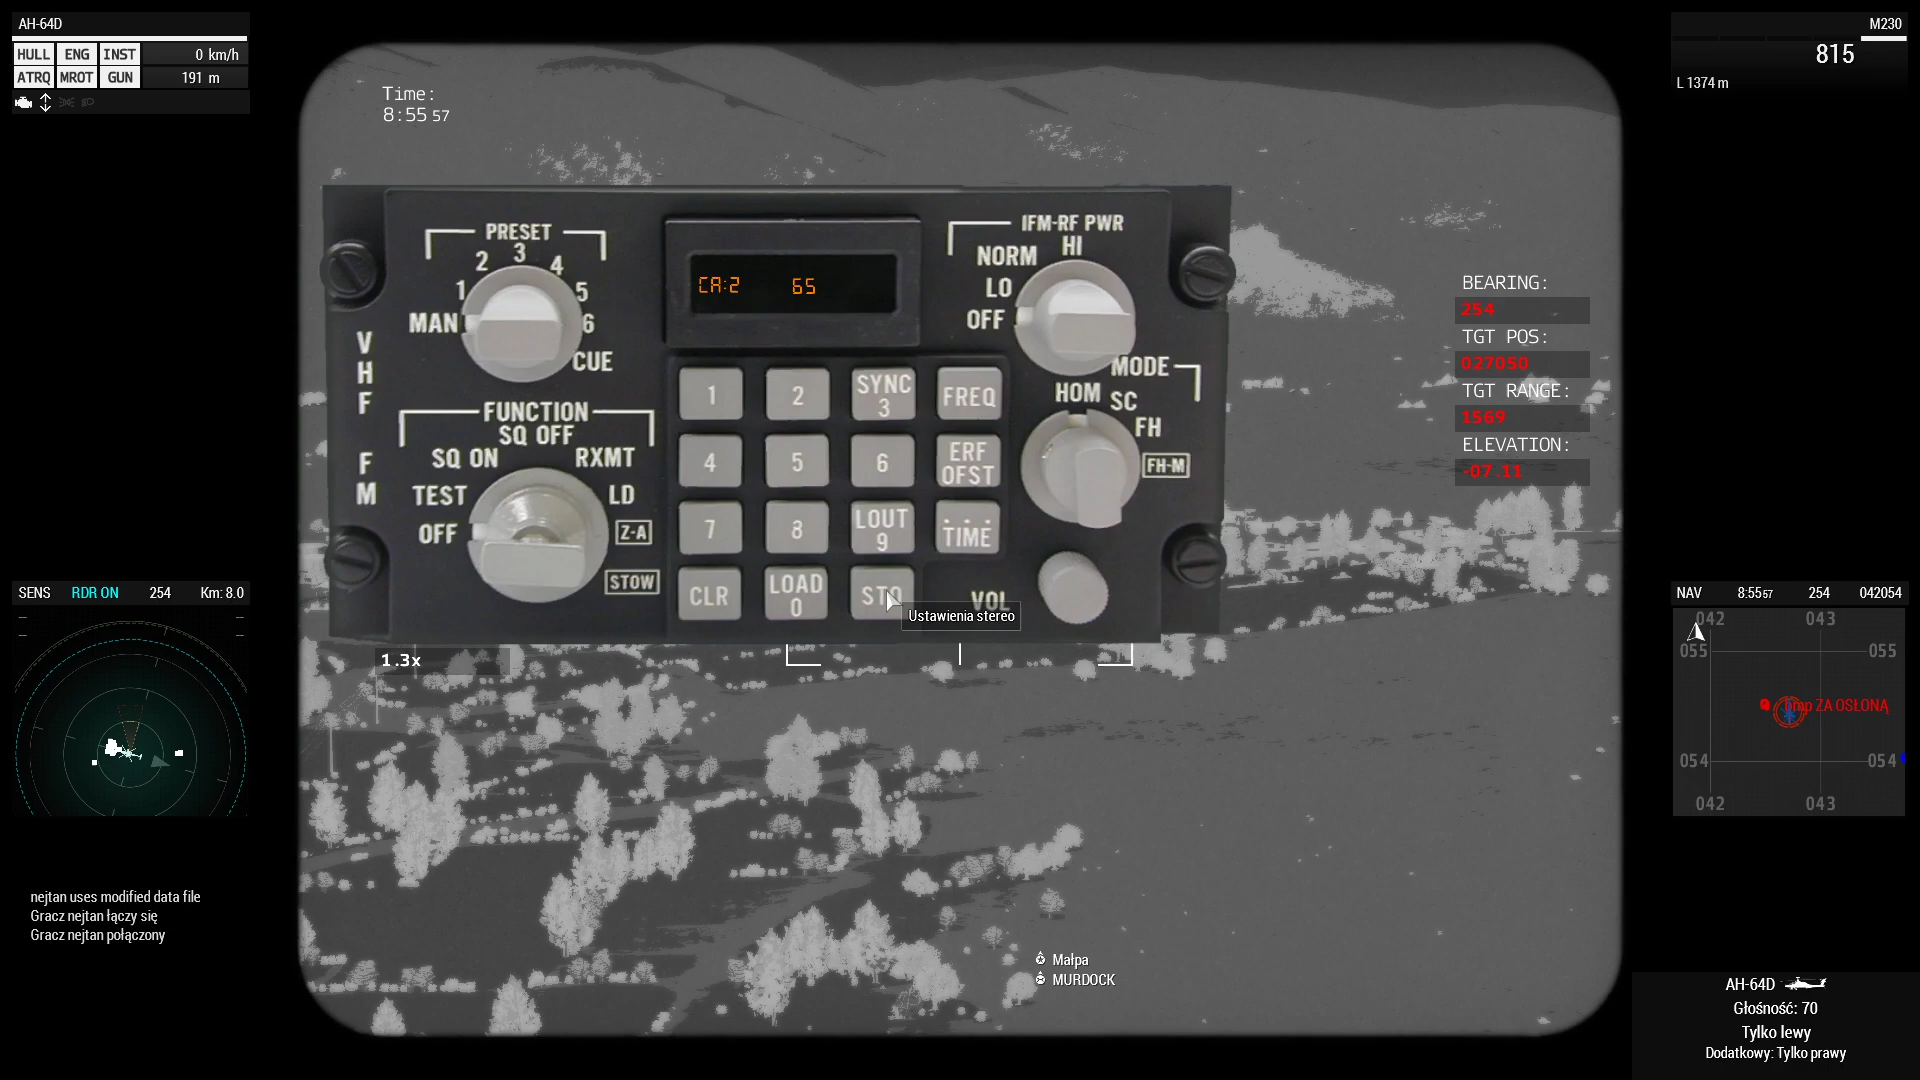 AH-64D
HULL ENG INST 0 km/h
ATRQ MROT GUN 191 m
Time:
8:55 57
M230
815
L 1374 m
PRESET
1 2 3 4 5 6
MAN
CUE
CA:2 65
IFM-RF PWR
NORM HI
LO
OFF
VHF FM
FUNCTION
SQ OFF
SQ ON RXMT
TEST LD
OFF Z-A
STOW
1 2 SYNC 3 FREQ
4 5 6 ERF OFST
7 8 LOUT 9 TIME
CLR LOAD 0 STO
MODE
HOM SC
FH
FH-M
VOL
Ustawienia stereo
BEARING:
254
TGT POS:
027050
TGT RANGE:
1569
ELEVATION:
-07.11
1.3x
SENS RDR ON 254 Km: 8.0
NAV 8:55 57 254 042054
042 043
055 055
bmp ZA OSŁONĄ
054 054
042 043
nejtan uses modified data file
Gracz nejtan łączy się
Gracz nejtan połączony
Małpa
MURDOCK
AH-64D
Głośność: 70
Tylko lewy
Dodatkowy: Tylko prawy